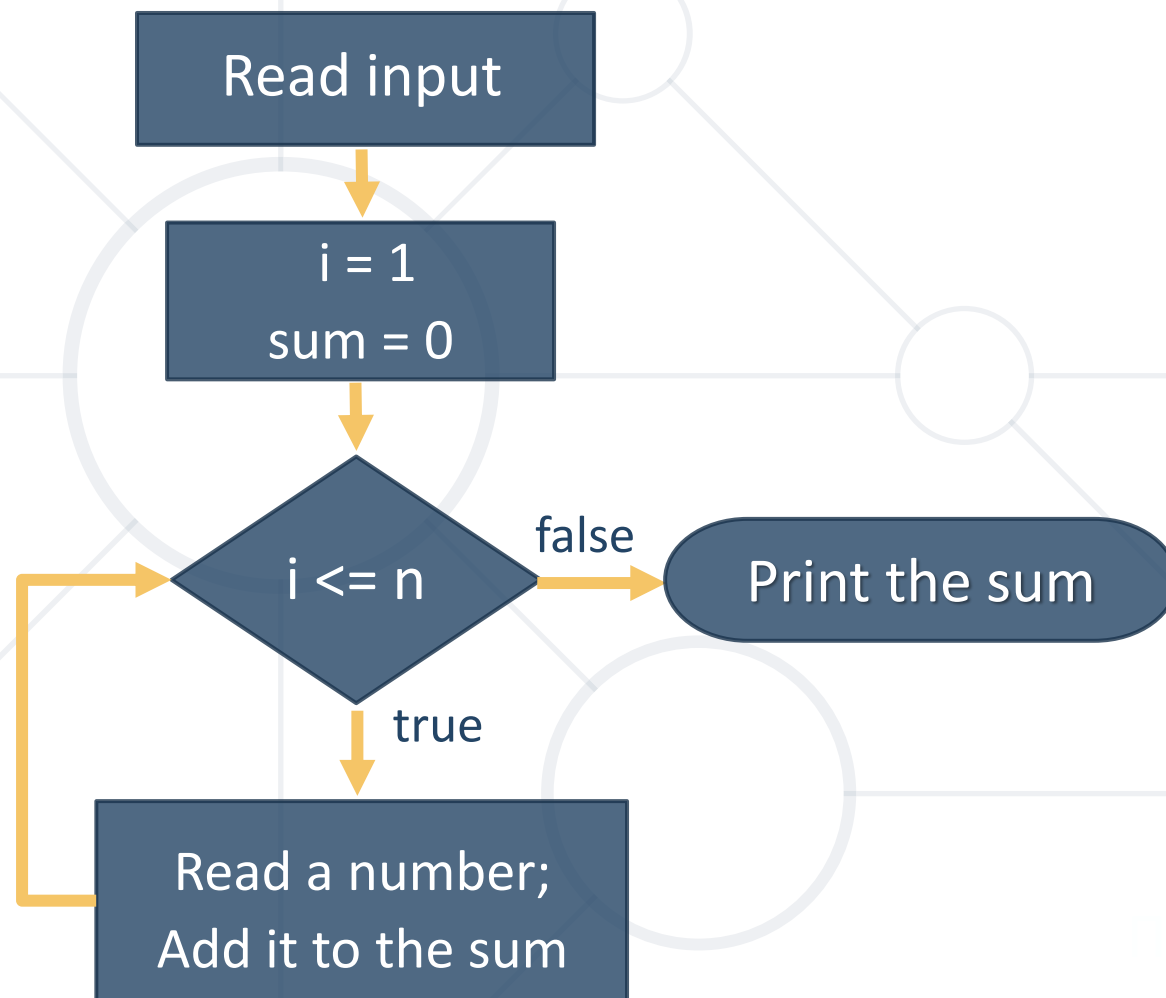 Read input
i = 1
sum = 0
i <= n
false
Print the sum
true
Read a number;
Add it to the sum